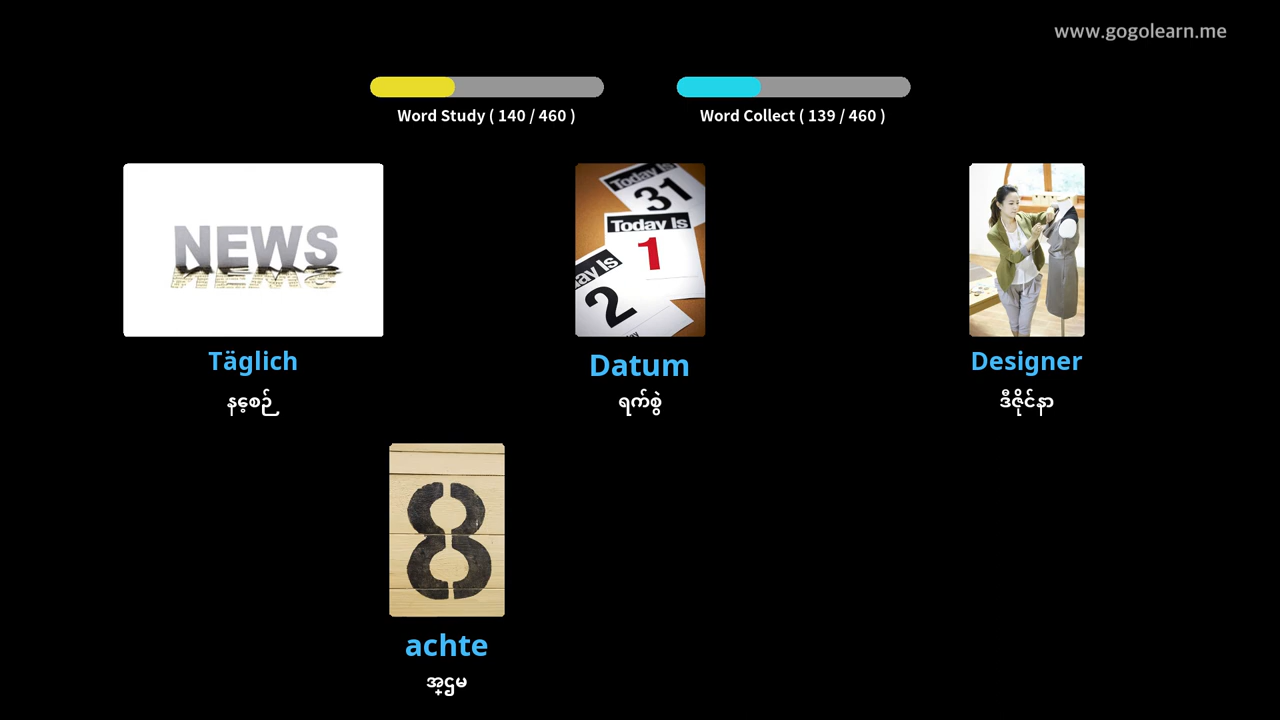 www.gogolearn.me
Word Study ( 140 / 460 )
Word Collect ( 139 / 460 )
NEWS
Today Is
31
Today Is
1
ay Is
2
Täglich
Datum
Designer
နေ့စဉ်
ရက်စွဲ
ဒီဇိုင်နာ
8
achte
အဋ္ဌမ